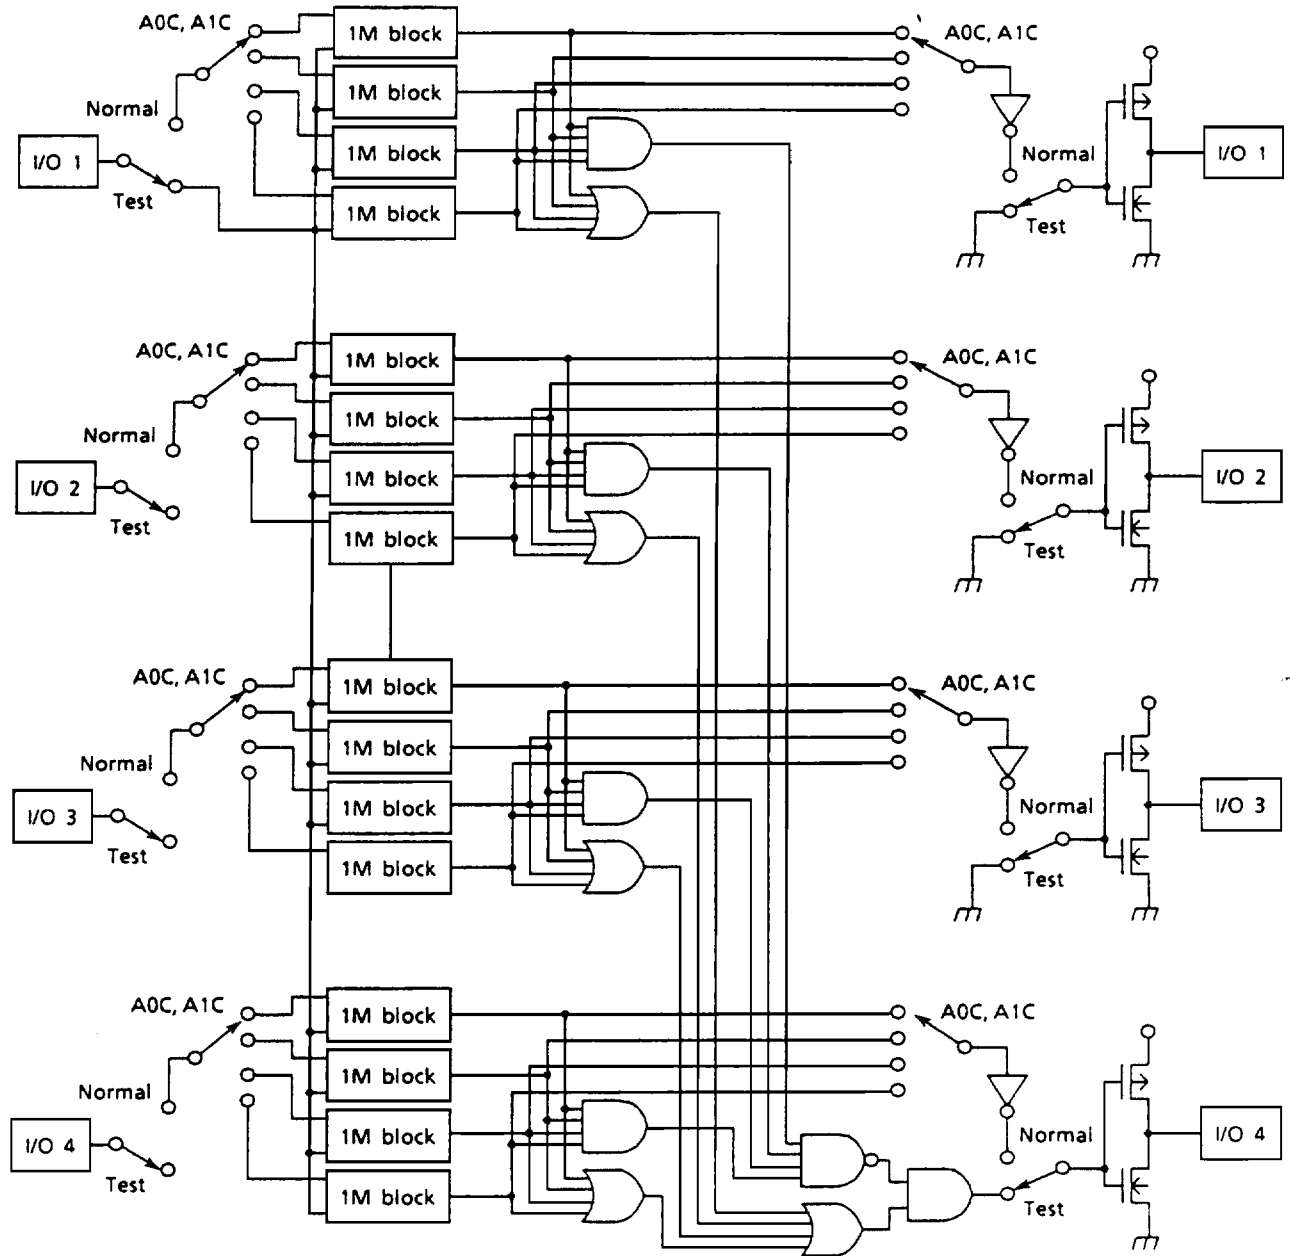 A0C, A1C
1M block
A0C, A1C
1M block
Normal
1M block
Normal
I/O 1
I/O 1
Test
1M block
Test
A0C, A1C
1M block
A0C, A1C
1M block
Normal
1M block
Normal
I/O 2
I/O 2
Test
1M block
Test
A0C, A1C
1M block
A0C, A1C
1M block
Normal
1M block
Normal
I/O 3
I/O 3
Test
1M block
Test
A0C, A1C
1M block
A0C, A1C
1M block
Normal
1M block
Normal
I/O 4
I/O 4
Test
1M block
Test